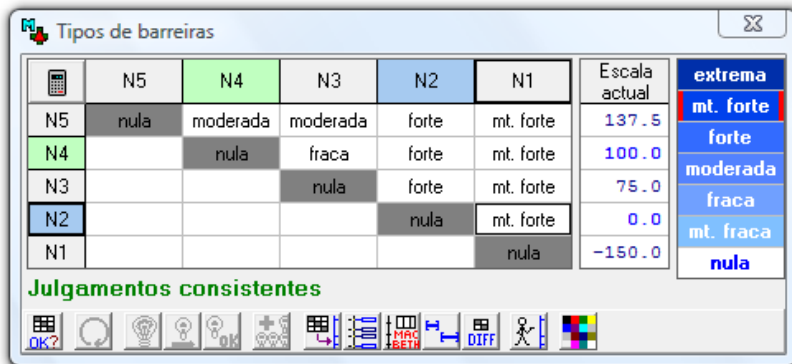 Tipos de barreiras
N5 N4 N3 N2 N1 Escala actual
N5 nula moderada moderada forte mt. forte 137.5
N4 nula fraca forte mt. forte 100.0
N3 nula forte mt. forte 75.0
N2 nula mt. forte 0.0
N1 nula -150.0
extrema
mt. forte
forte
moderada
fraca
mt. fraca
nula
Julgamentos consistentes
OK? OK MAC BETH DIFF